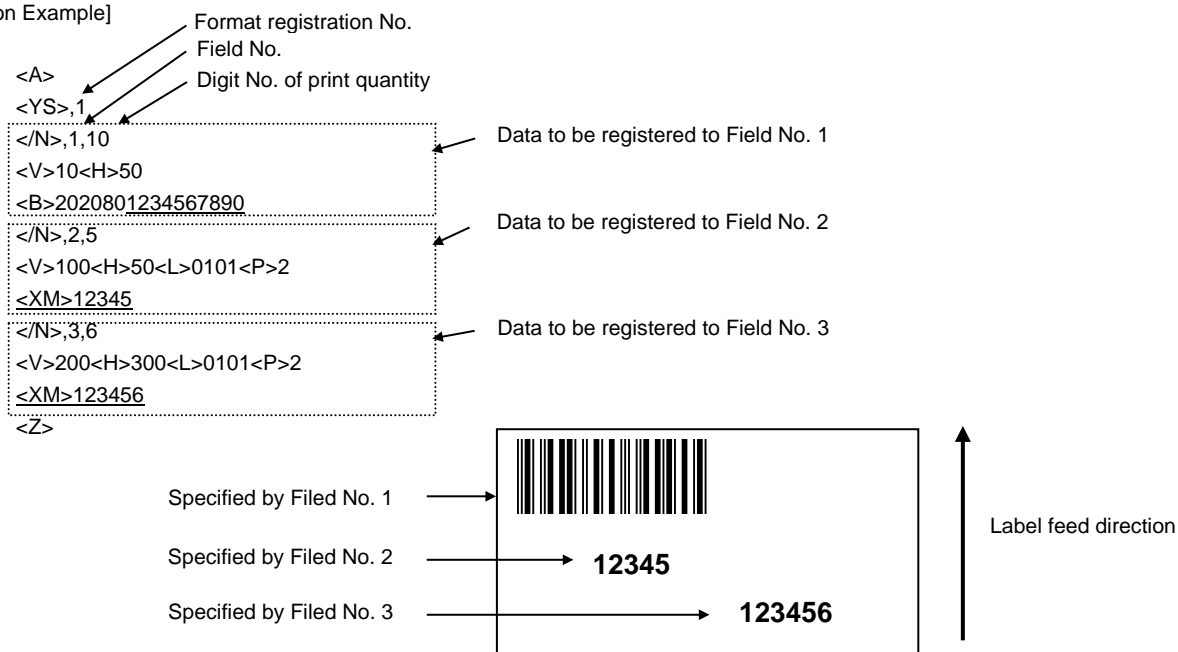 on Example]
Format registration No.
Field No.
Digit No. of print quantity
<A>
<YS>,1
</N>,1,10
<V>10<H>50
<B>2020801234567890
Data to be registered to Field No. 1
</N>,2,5
<V>100<H>50<L>0101<P>2
<XM>12345
Data to be registered to Field No. 2
</N>,3,6
<V>200<H>300<L>0101<P>2
<XM>123456
Data to be registered to Field No. 3
<Z>
Specified by Filed No. 1
Specified by Filed No. 2
12345
Specified by Filed No. 3
123456
Label feed direction